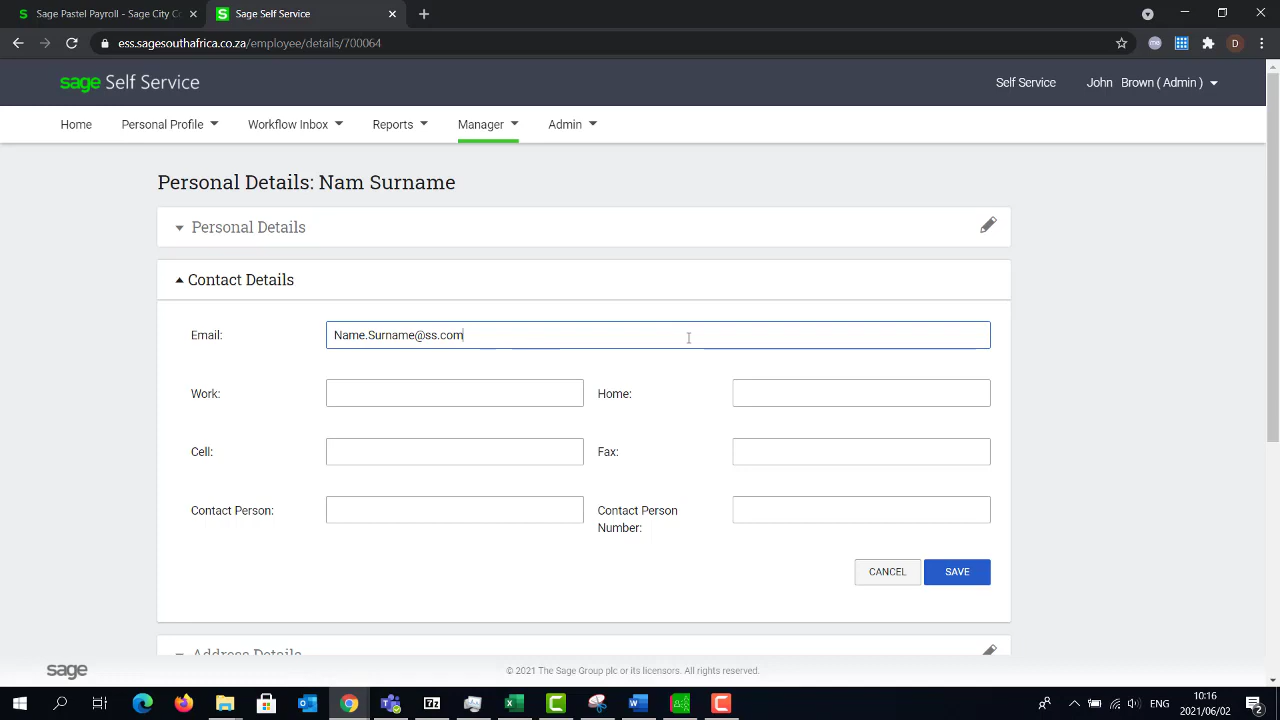 Sage Pastel Payroll - Sage City Co
Sage Self Service
ess.sagesouthafrica.co.za/employee/details/700064
me
D
sage Self Service
Self Service
John Brown ( Admin )
Home
Personal Profile
Workflow Inbox
Reports
Manager
Admin
Personal Details: Nam Surname
Personal Details
Contact Details
Email:
Name.Surname@ss.com
Work:
Home:
Cell:
Fax:
Contact Person:
Contact Person
Number:
CANCEL
SAVE
Address Details
sage
© 2021 The Sage Group plc or its licensors. All rights reserved.
ENG
10:16
2021/06/02
2